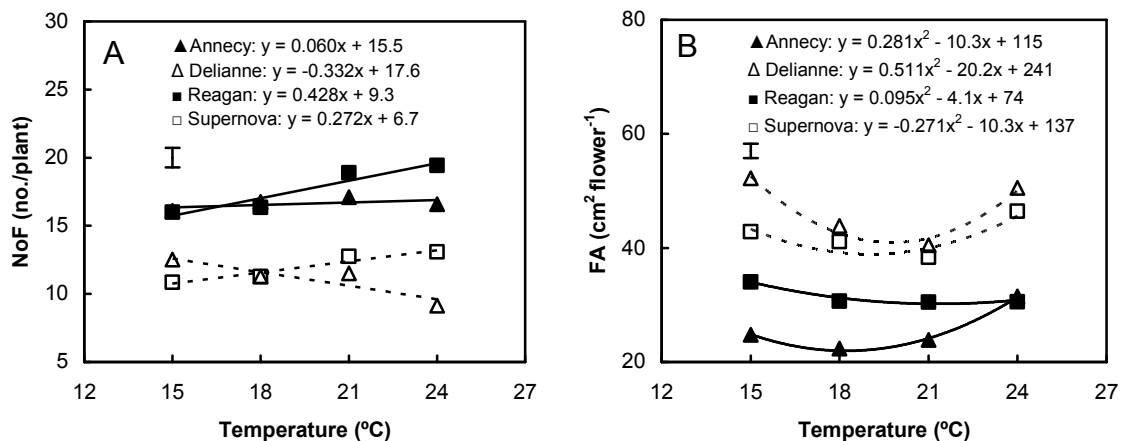 A
Annecy: y = 0.060x + 15.5
Delianne: y = -0.332x + 17.6
Reagan: y = 0.428x + 9.3
Supernova: y = 0.272x + 6.7
30
25
20
15
10
5
NoF (no./plant)
12 15 18 21 24 27
Temperature (ºC)
B
Annecy: y = 0.281x² - 10.3x + 115
Delianne: y = 0.511x² - 20.2x + 241
Reagan: y = 0.095x² - 4.1x + 74
Supernova: y = -0.271x² - 10.3x + 137
80
60
40
20
FA (cm² flower⁻¹)
12 15 18 21 24 27
Temperature (ºC)